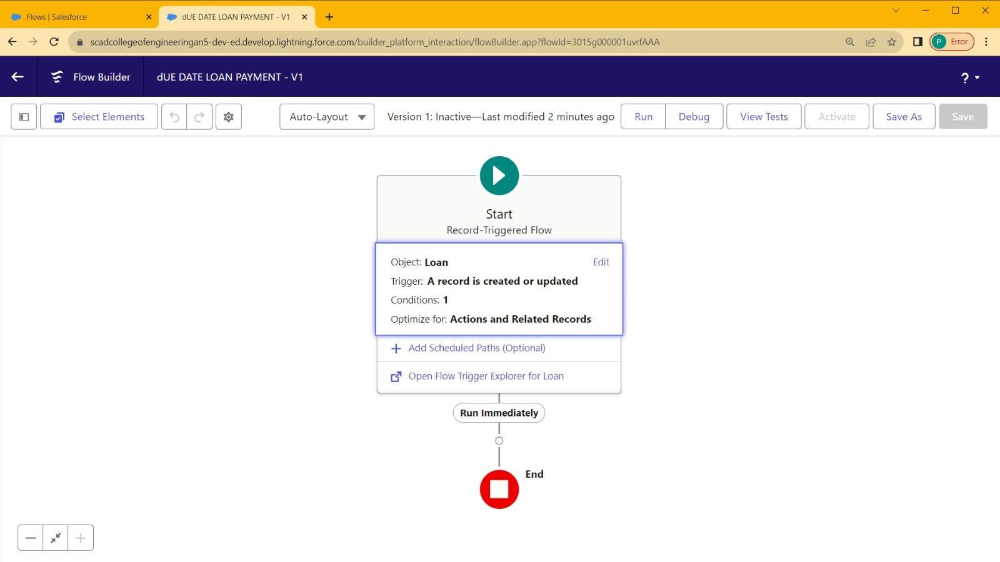 Flows | Salesforce
dUE DATE LOAN PAYMENT - V1
scadcollegeofengineeringan5-dev-ed.develop.lightning.force.com/builder_platform_interaction/flowBuilder.app?flowId=3015g000001uvrfAAA
P Error
Flow Builder
dUE DATE LOAN PAYMENT - V1
?
Select Elements
Auto-Layout
Version 1: Inactive—Last modified 2 minutes ago
Run
Debug
View Tests
Activate
Save As
Save
Start
Record-Triggered Flow
Object: Loan
Edit
Trigger: A record is created or updated
Conditions: 1
Optimize for: Actions and Related Records
Add Scheduled Paths (Optional)
Open Flow Trigger Explorer for Loan
Run Immediately
End